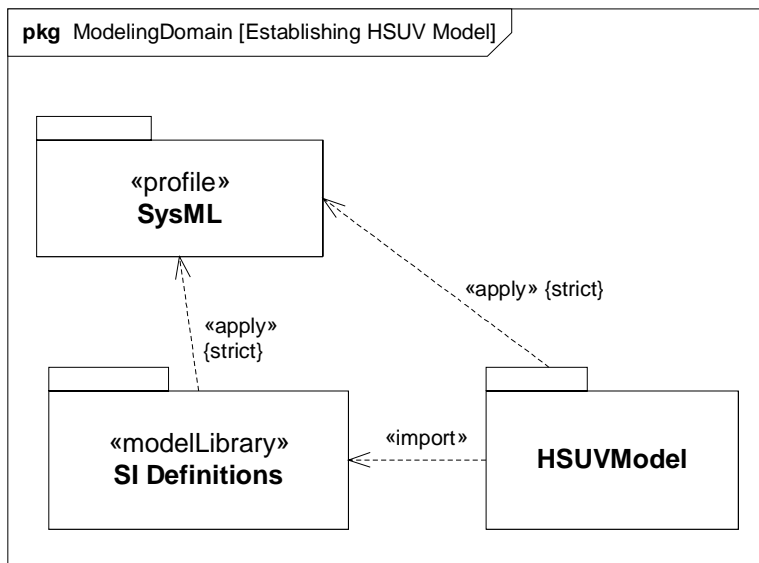 pkg ModelingDomain [Establishing HSUV Model]
«profile»
SysML
«apply» {strict}
«apply»
{strict}
«modelLibrary»
SI Definitions
«import»
HSUVModel